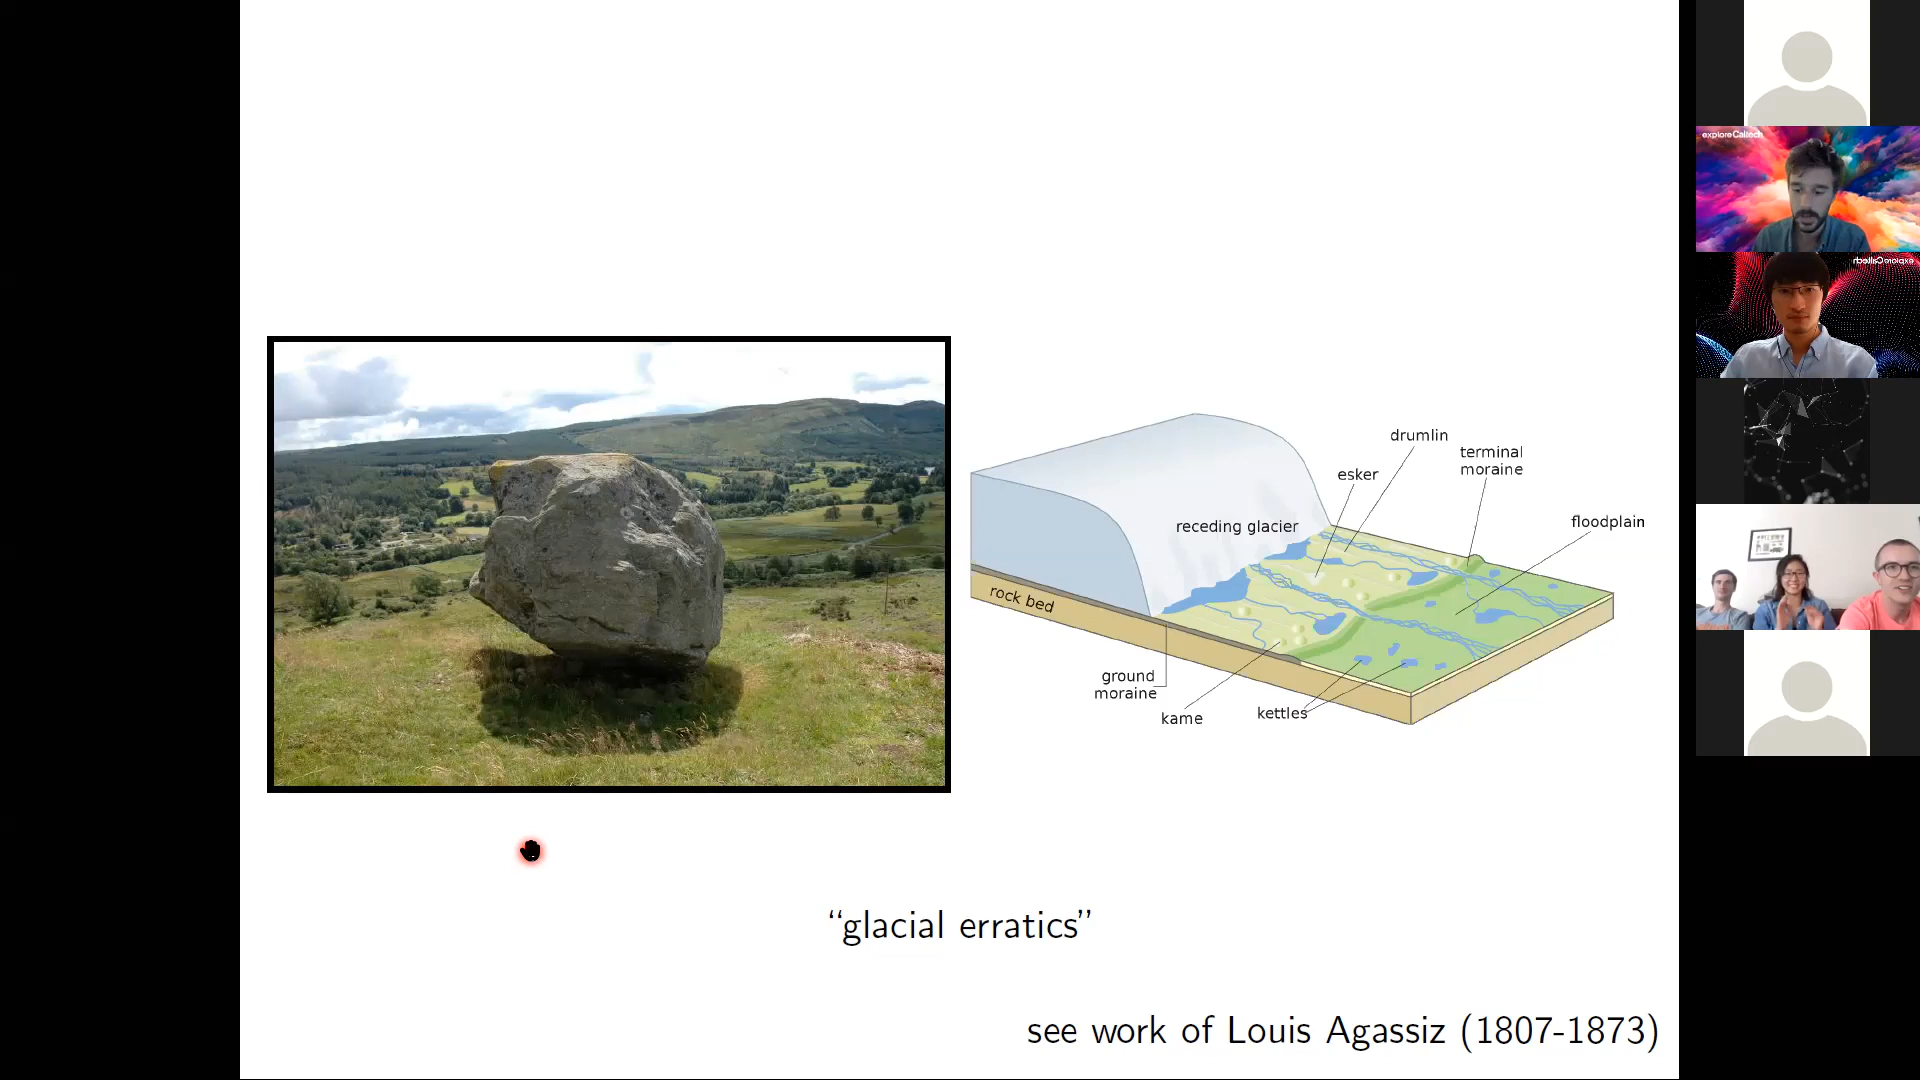 drumlin
terminal
moraine
esker
floodplain
receding glacier
rock bed
ground
moraine
kame
kettles
“glacial erratics”
see work of Louis Agassiz (1807-1873)
exploreCaltech
exploreCaltech